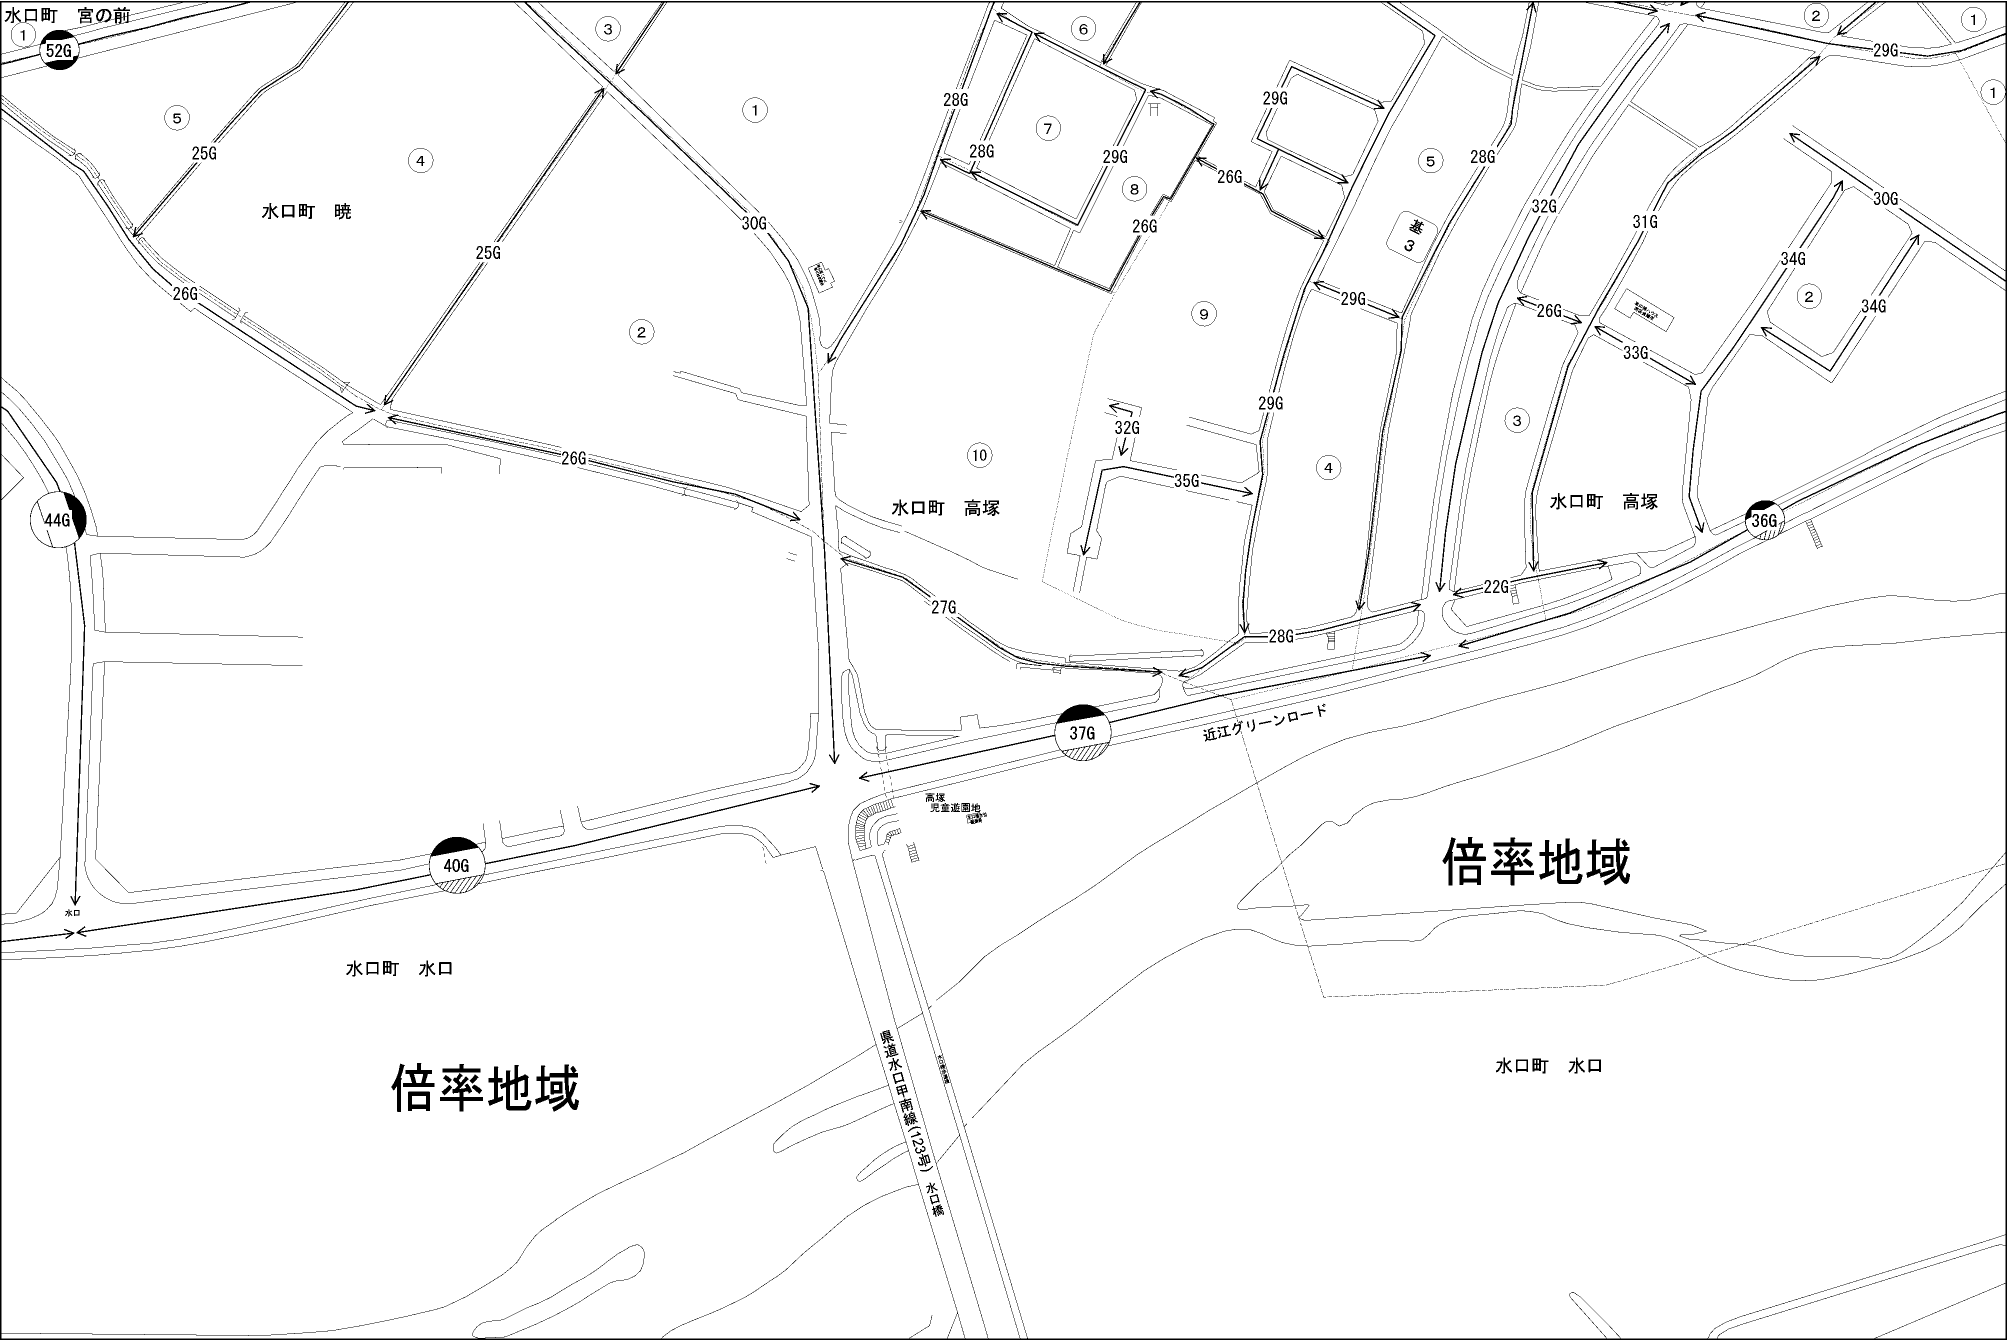 水口町　宮の前
1
52G
3
6
2
1
29G
5
25G
4
1
28G
7
28G
29G
8
26G
29G
5
28G
1
水口町　暁
30G
26G
32G
31G
30G
基
3
25G
34G
26G
2
9
29G
26G
33G
2
34G
29G
3
32G
26G
10
35G
4
水口町　高塚
水口町　高塚
44G
36G
27G
22G
28G
37G
近江グリーンロード
高塚
児童遊園地
40G
水口
倍率地域
水口町　水口
倍率地域
水口町　水口
県道水口甲南線(123号)
水口橋